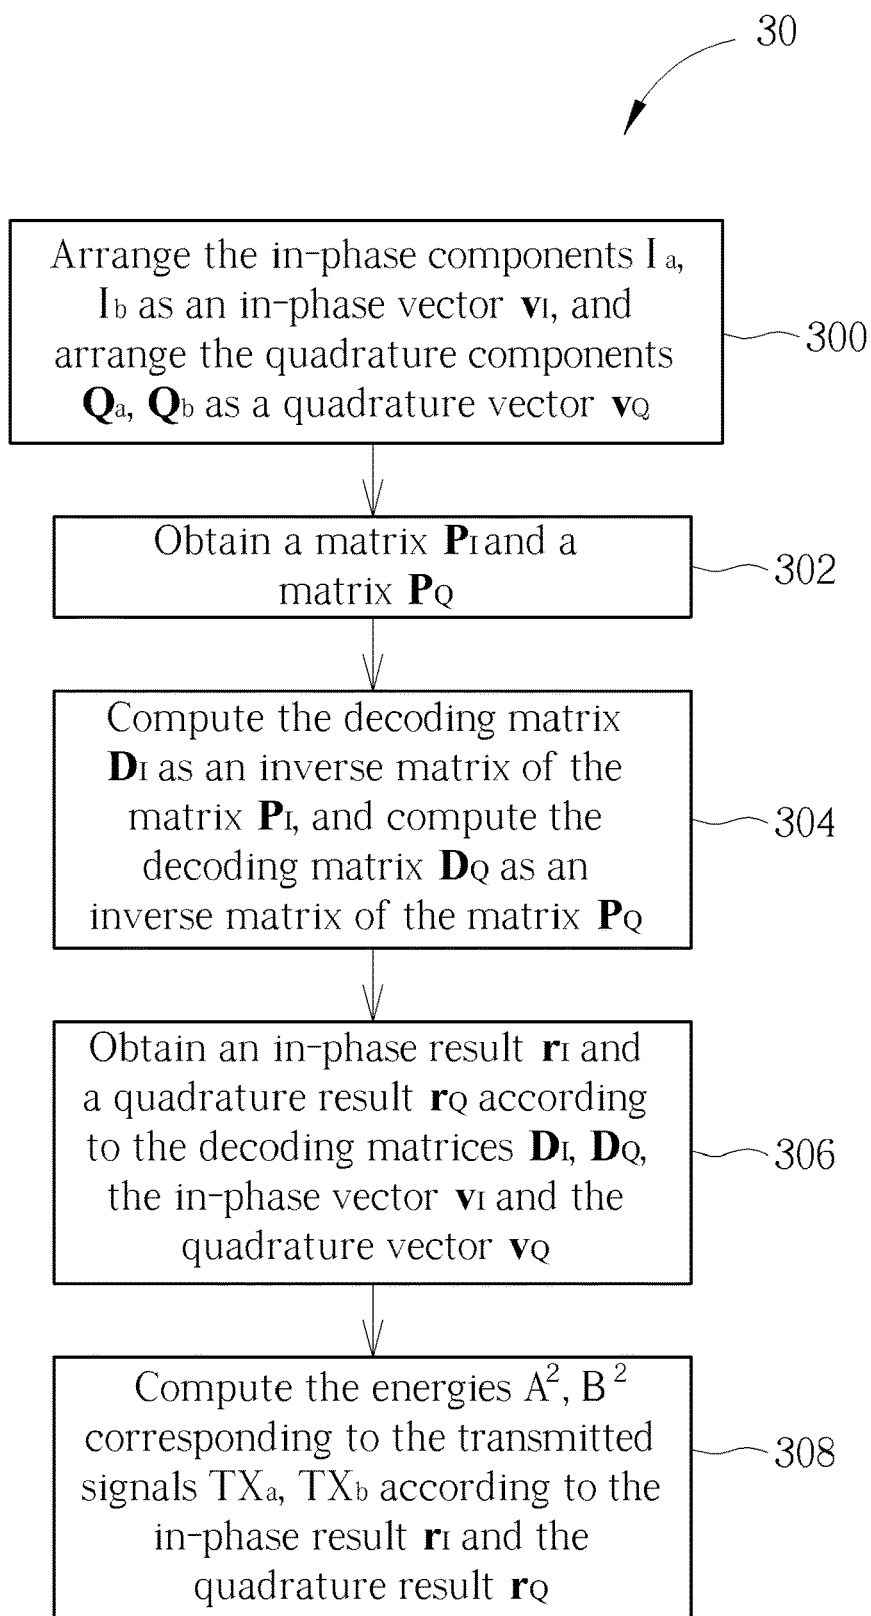 30
Arrange the in-phase components Ia,
Ib as an in-phase vector vI, and
arrange the quadrature components
Qa, Qb as a quadrature vector vQ
300
Obtain a matrix PI and a
matrix PQ
302
Compute the decoding matrix
DI as an inverse matrix of the
matrix PI, and compute the
decoding matrix DQ as an
inverse matrix of the matrix PQ
304
Obtain an in-phase result rI and
a quadrature result rQ according
to the decoding matrices DI, DQ,
the in-phase vector vI and the
quadrature vector vQ
306
Compute the energies A², B²
corresponding to the transmitted
signals TXa, TXb according to the
in-phase result rI and the
quadrature result rQ
308